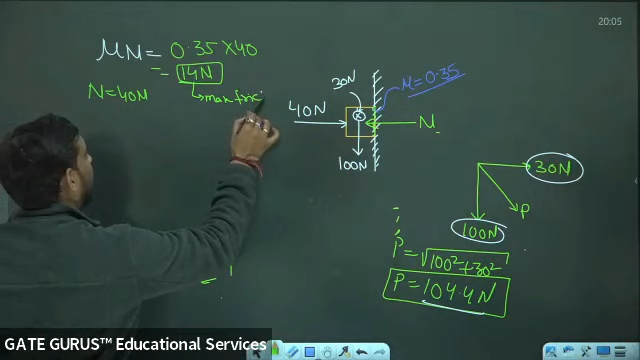 20:05
μN = 0.35 × 40
= 14N
N = 40N
→ max fric
30N
μ = 0.35
40N
N
100N
30N
P
100N
P = √100² + 30²
P = 104.4 N
GATE GURUS™ Educational Services